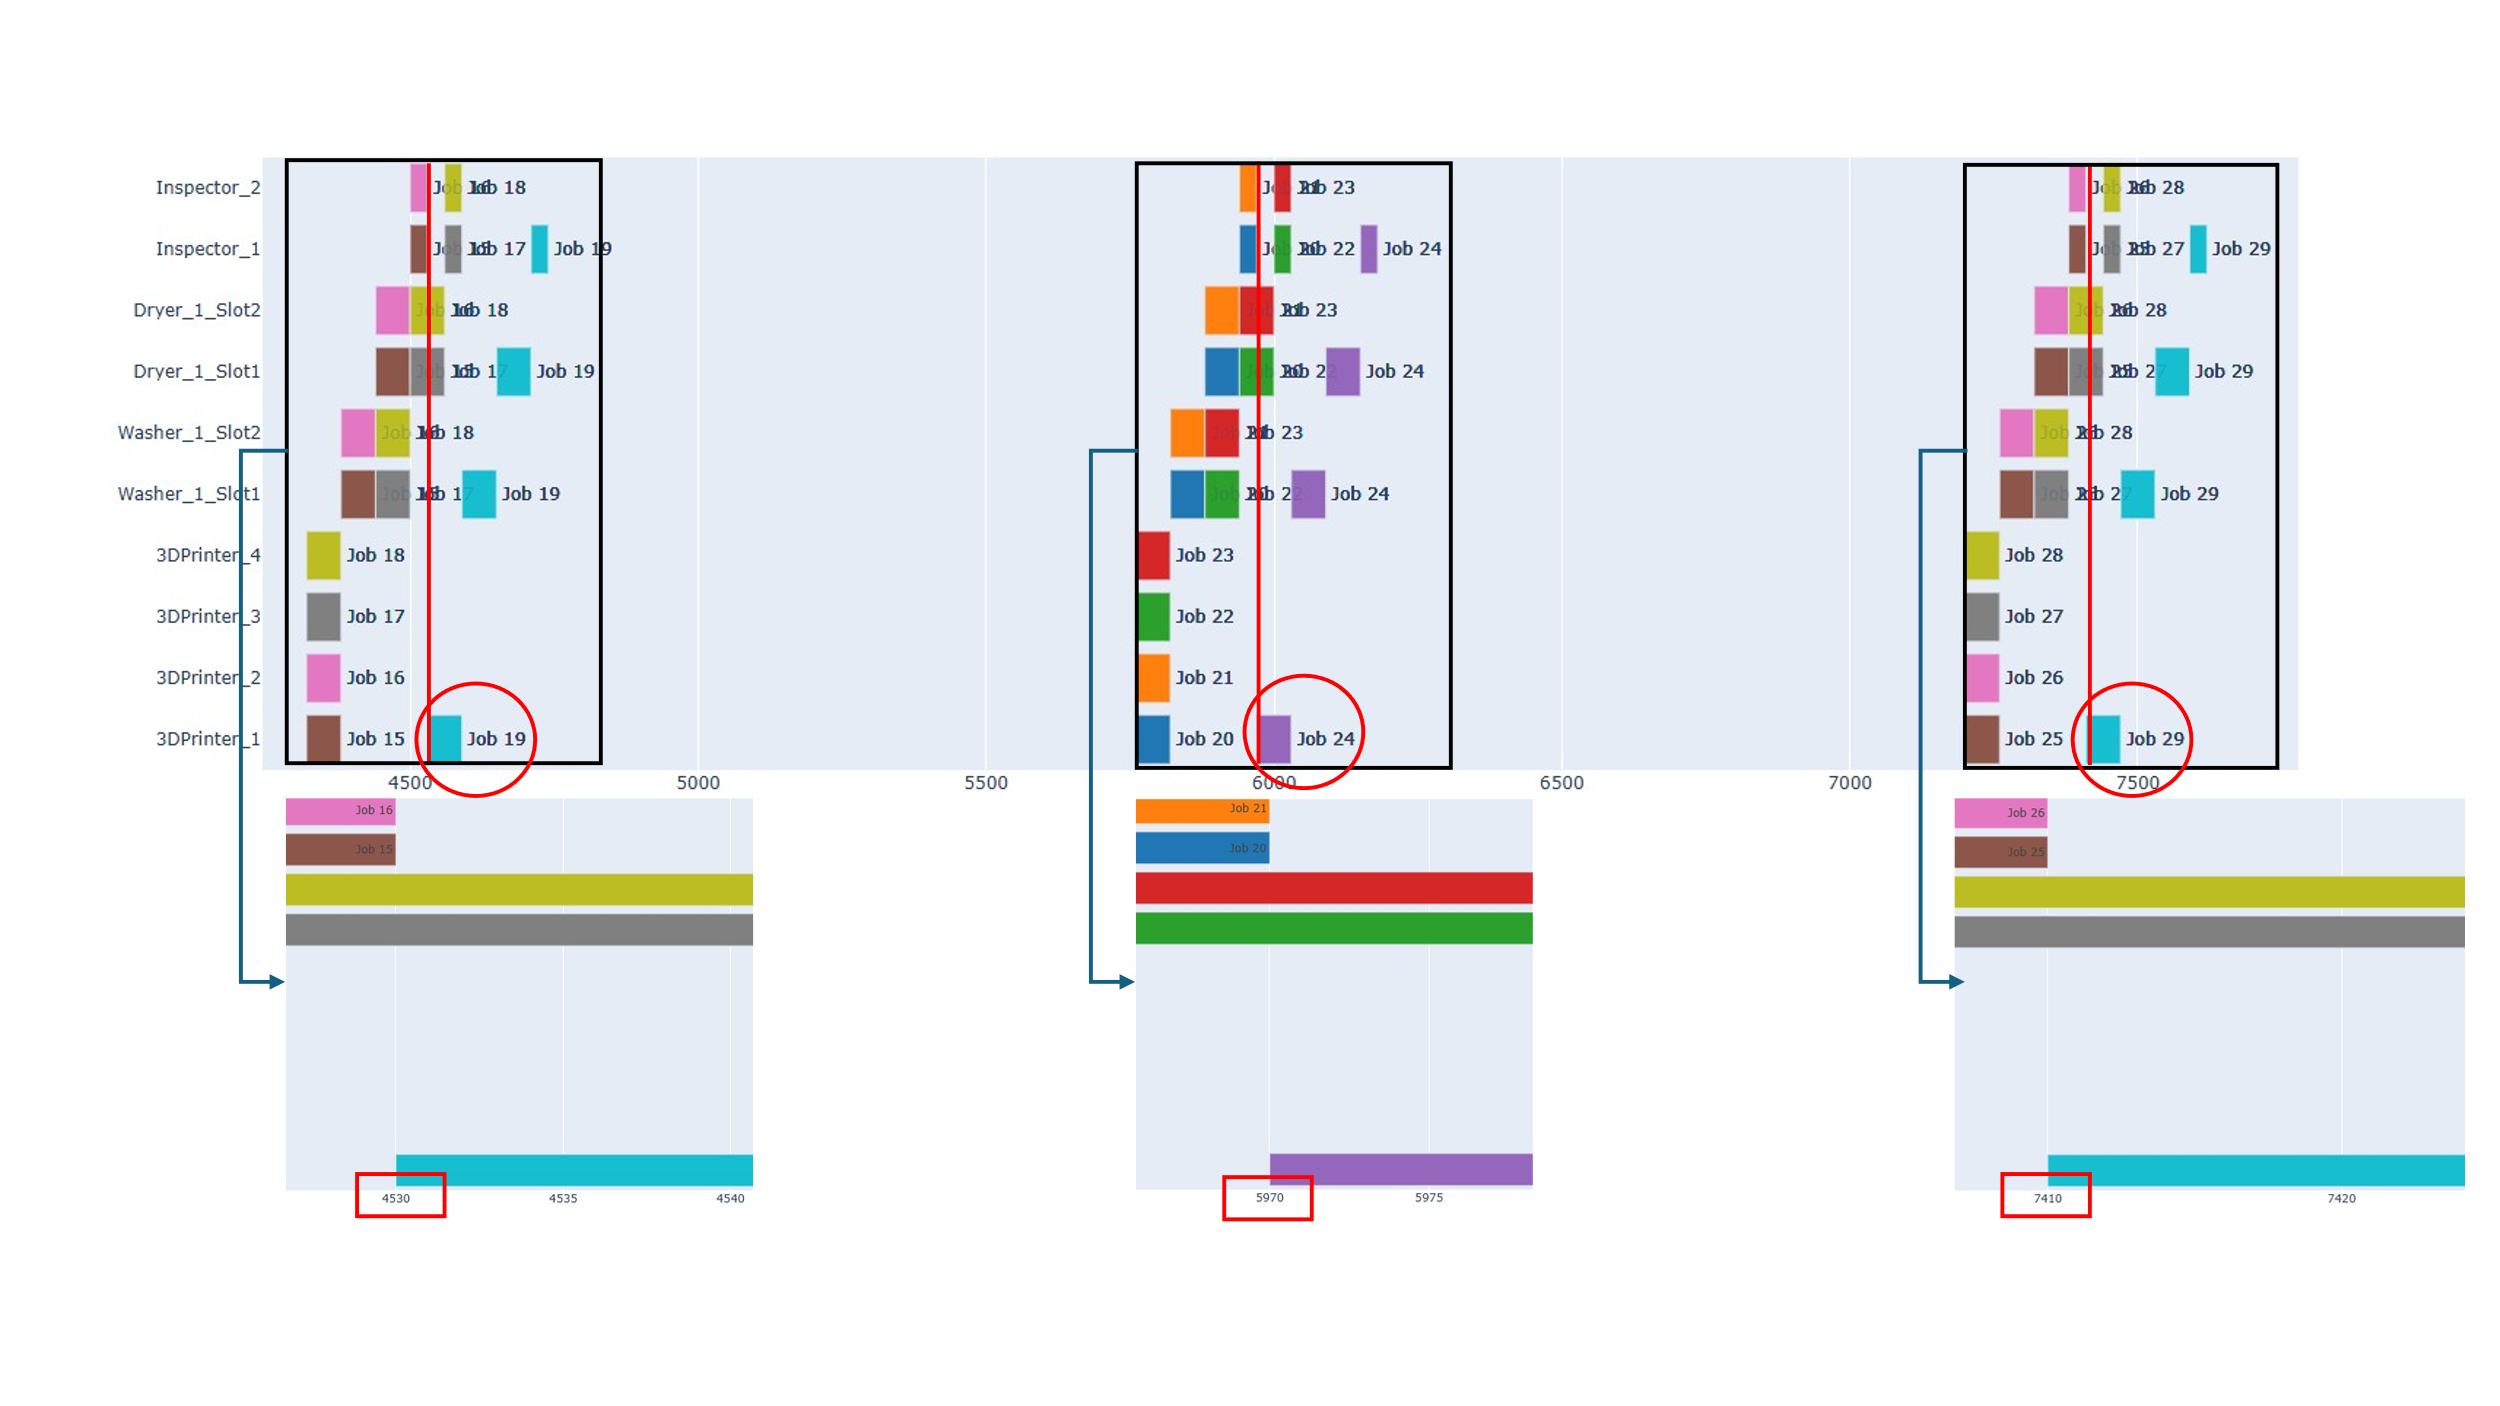 Inspector_2 Job 18 Job 23 Job 28
Inspector_1 Job 17 Job 19 Job 22 Job 24 Job 27 Job 29
Dryer_1_Slot2 Job 18 Job 23 Job 28
Dryer_1_Slot1 Job 19 Job 24 Job 29
Washer_1_Slot2 Job 18 Job 23 Job 28
Washer_1_Slot1 Job 19 Job 24 Job 29
3DPrinter_4 Job 18 Job 23 Job 28
3DPrinter_3 Job 17 Job 22 Job 27
3DPrinter_2 Job 16 Job 21 Job 26
3DPrinter_1 Job 15 Job 19 Job 20 Job 24 Job 25 Job 29
4500 5000 5500 6000 6500 7000 7500
Job 16 Job 21 Job 26
Job 15 Job 20 Job 25
4530 4535 4540 5970 5975 7410 7420